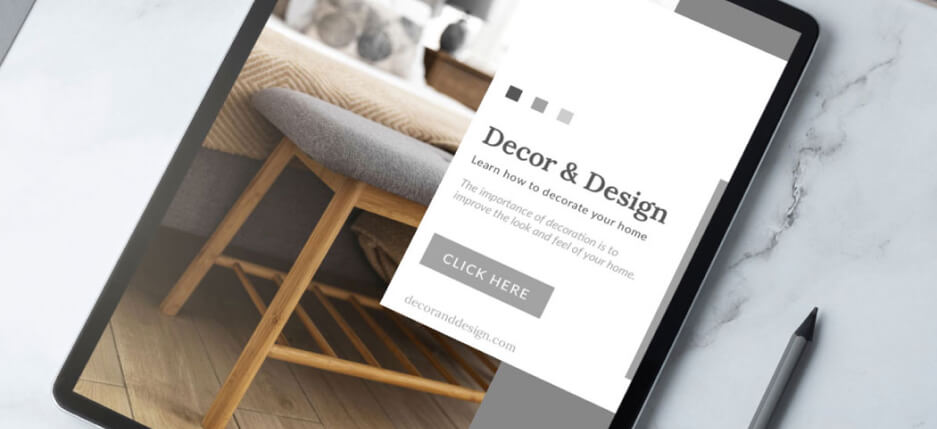 Decor & Design
Learn how to decorate your home
The importance of decoration is to
improve the look and feel of your home.
CLICK HERE
decoranddesign.com